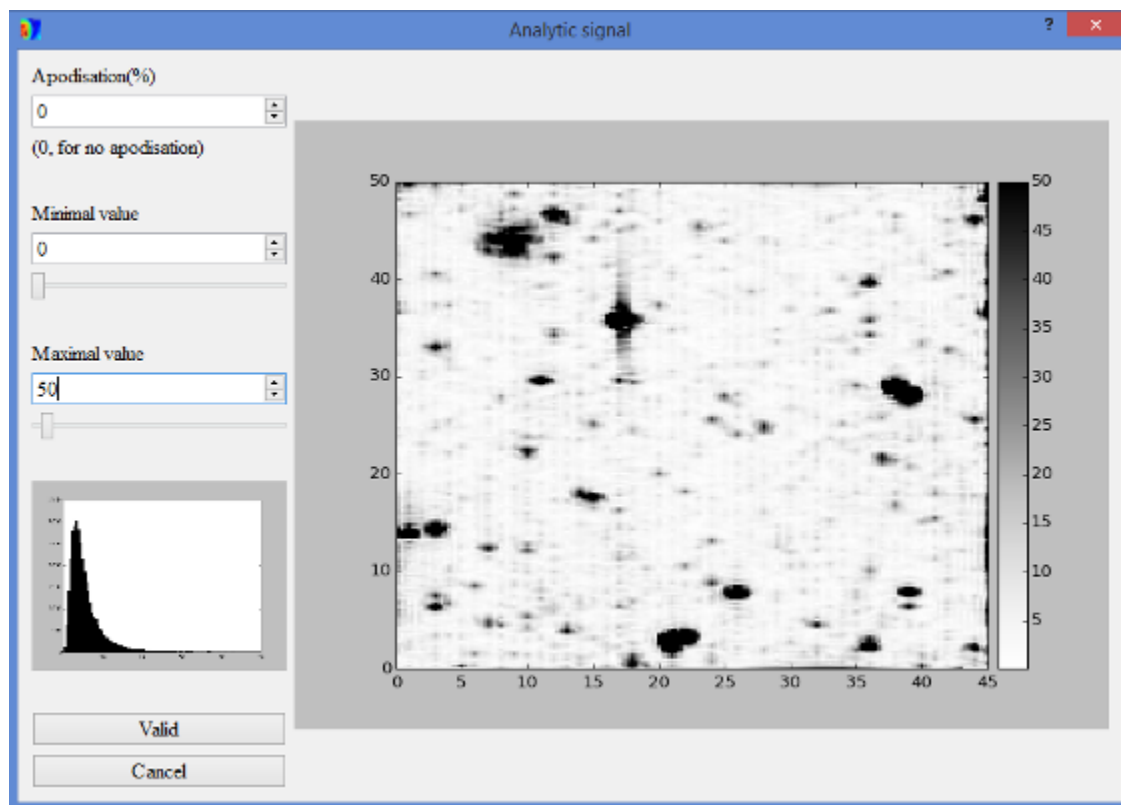 Analytic signal
?
Apodisation(%)
0
(0, for no apodisation)
Minimal value
0
Maximal value
50
Valid
Cancel
50
40
30
20
10
0
0 5 10 15 20 25 30 35 40 45
50
45
40
35
30
25
20
15
10
5